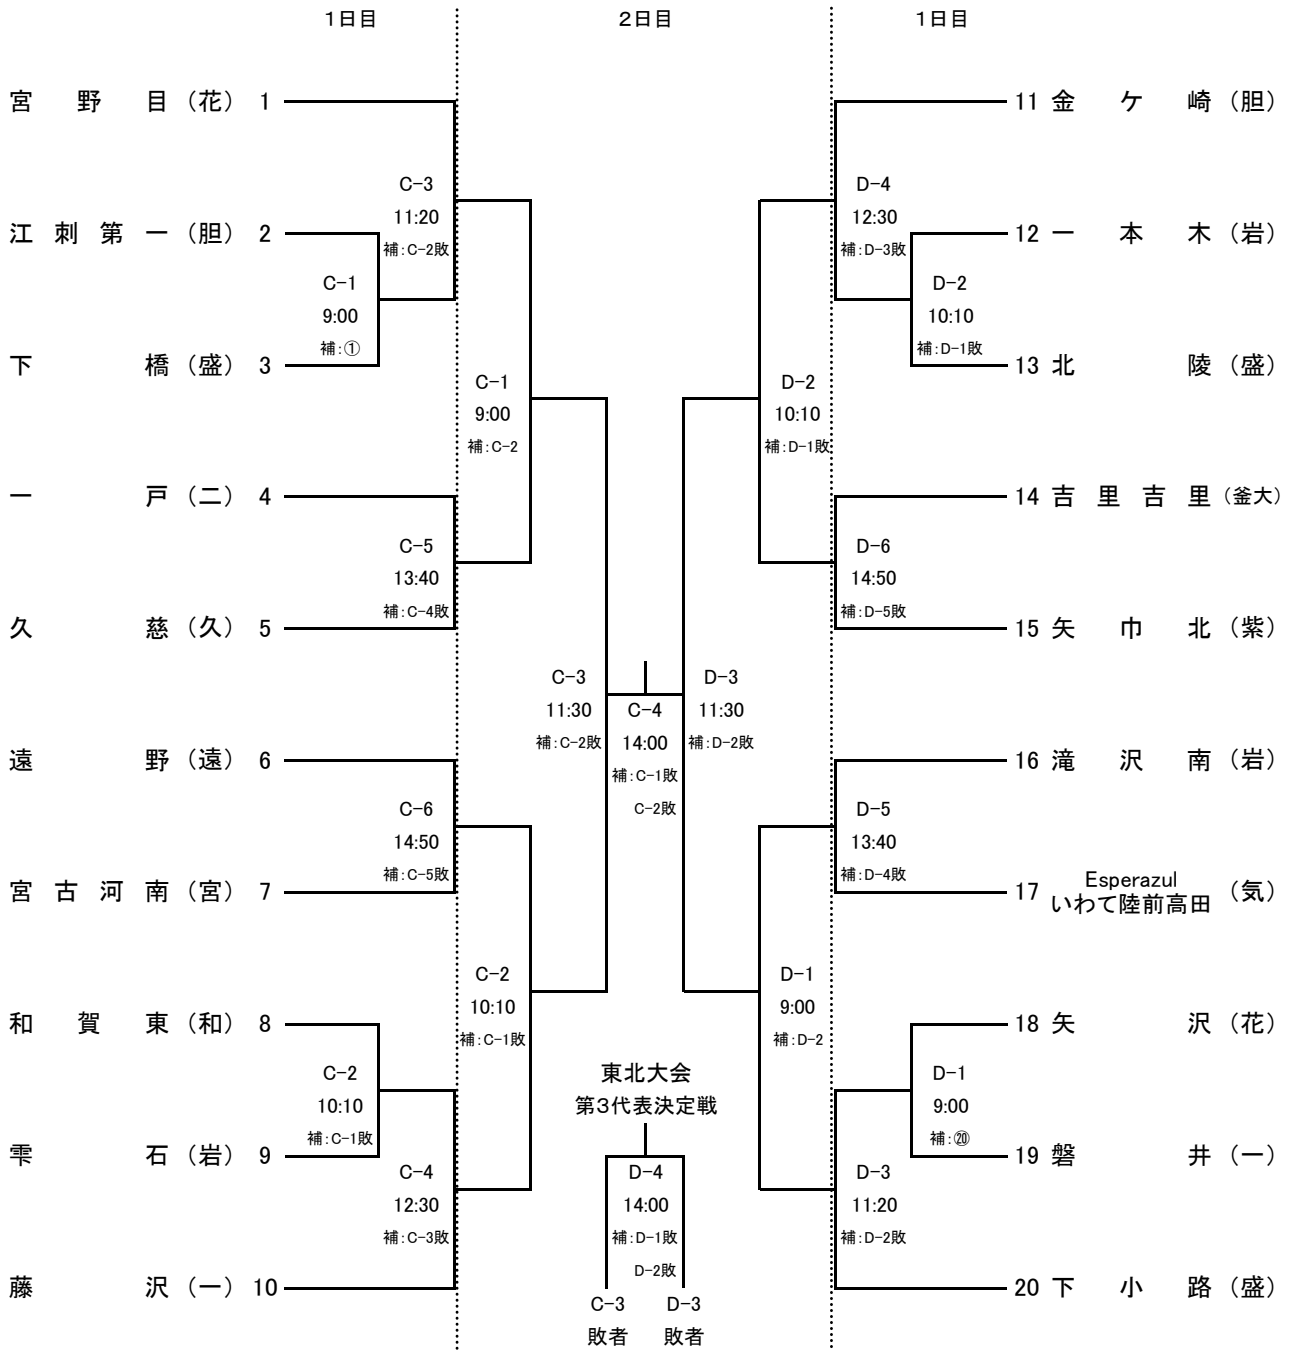 1日目 2日目 1日目
宮野目（花） 1
11 金ケ崎（胆）
C-3
11:20
補:C-2敗
D-4
12:30
補:D-3敗
江刺第一（胆） 2
12 一本木（岩）
C-1
9:00
補:①
D-2
10:10
補:D-1敗
下橋（盛） 3
13 北陵（盛）
C-1
9:00
補:C-2
D-2
10:10
補:D-1敗
一戸（二） 4
14 吉里吉里（釜大）
C-5
13:40
補:C-4敗
D-6
14:50
補:D-5敗
久慈（久） 5
15 矢巾北（紫）
C-3
11:30
補:C-2敗
C-4
14:00
補:C-1敗
C-2敗
D-3
11:30
補:D-2敗
遠野（遠） 6
16 滝沢南（岩）
C-6
14:50
補:C-5敗
D-5
13:40
補:D-4敗
宮古河南（宮） 7
17 Esperazul
いわて陸前高田（気）
C-2
10:10
補:C-1敗
D-1
9:00
補:D-2
和賀東（和） 8
18 矢沢（花）
C-2
10:10
補:C-1敗
D-1
9:00
補:⑳
雫石（岩） 9
19 磐井（一）
C-4
12:30
補:C-3敗
D-3
11:20
補:D-2敗
藤沢（一） 10
20 下小路（盛）
東北大会
第3代表決定戦
D-4
14:00
補:D-1敗
D-2敗
C-3 D-3
敗者 敗者